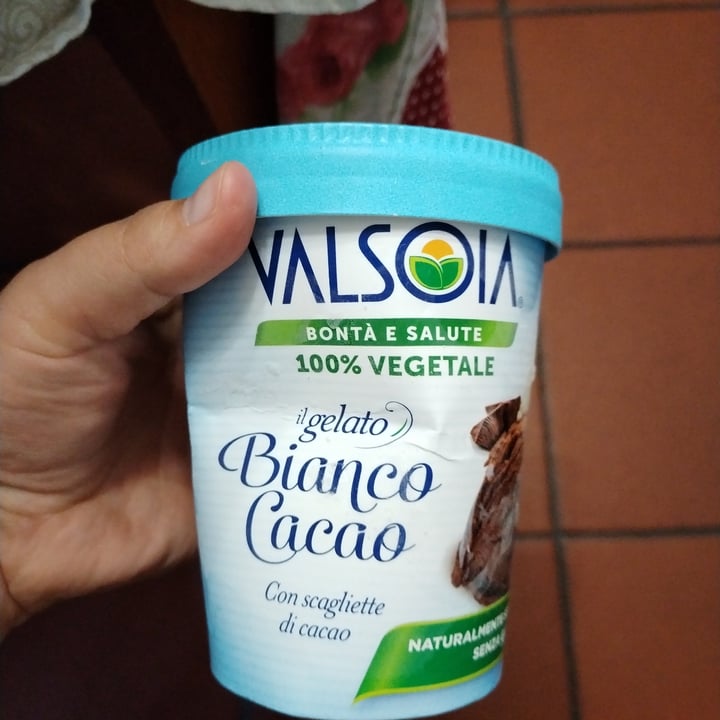 VALSOIA
BONTÀ E SALUTE
100% VEGETALE
il gelato
Bianco
Cacao
Con scagliette
di cacao
NATURALMENTE
SENZA